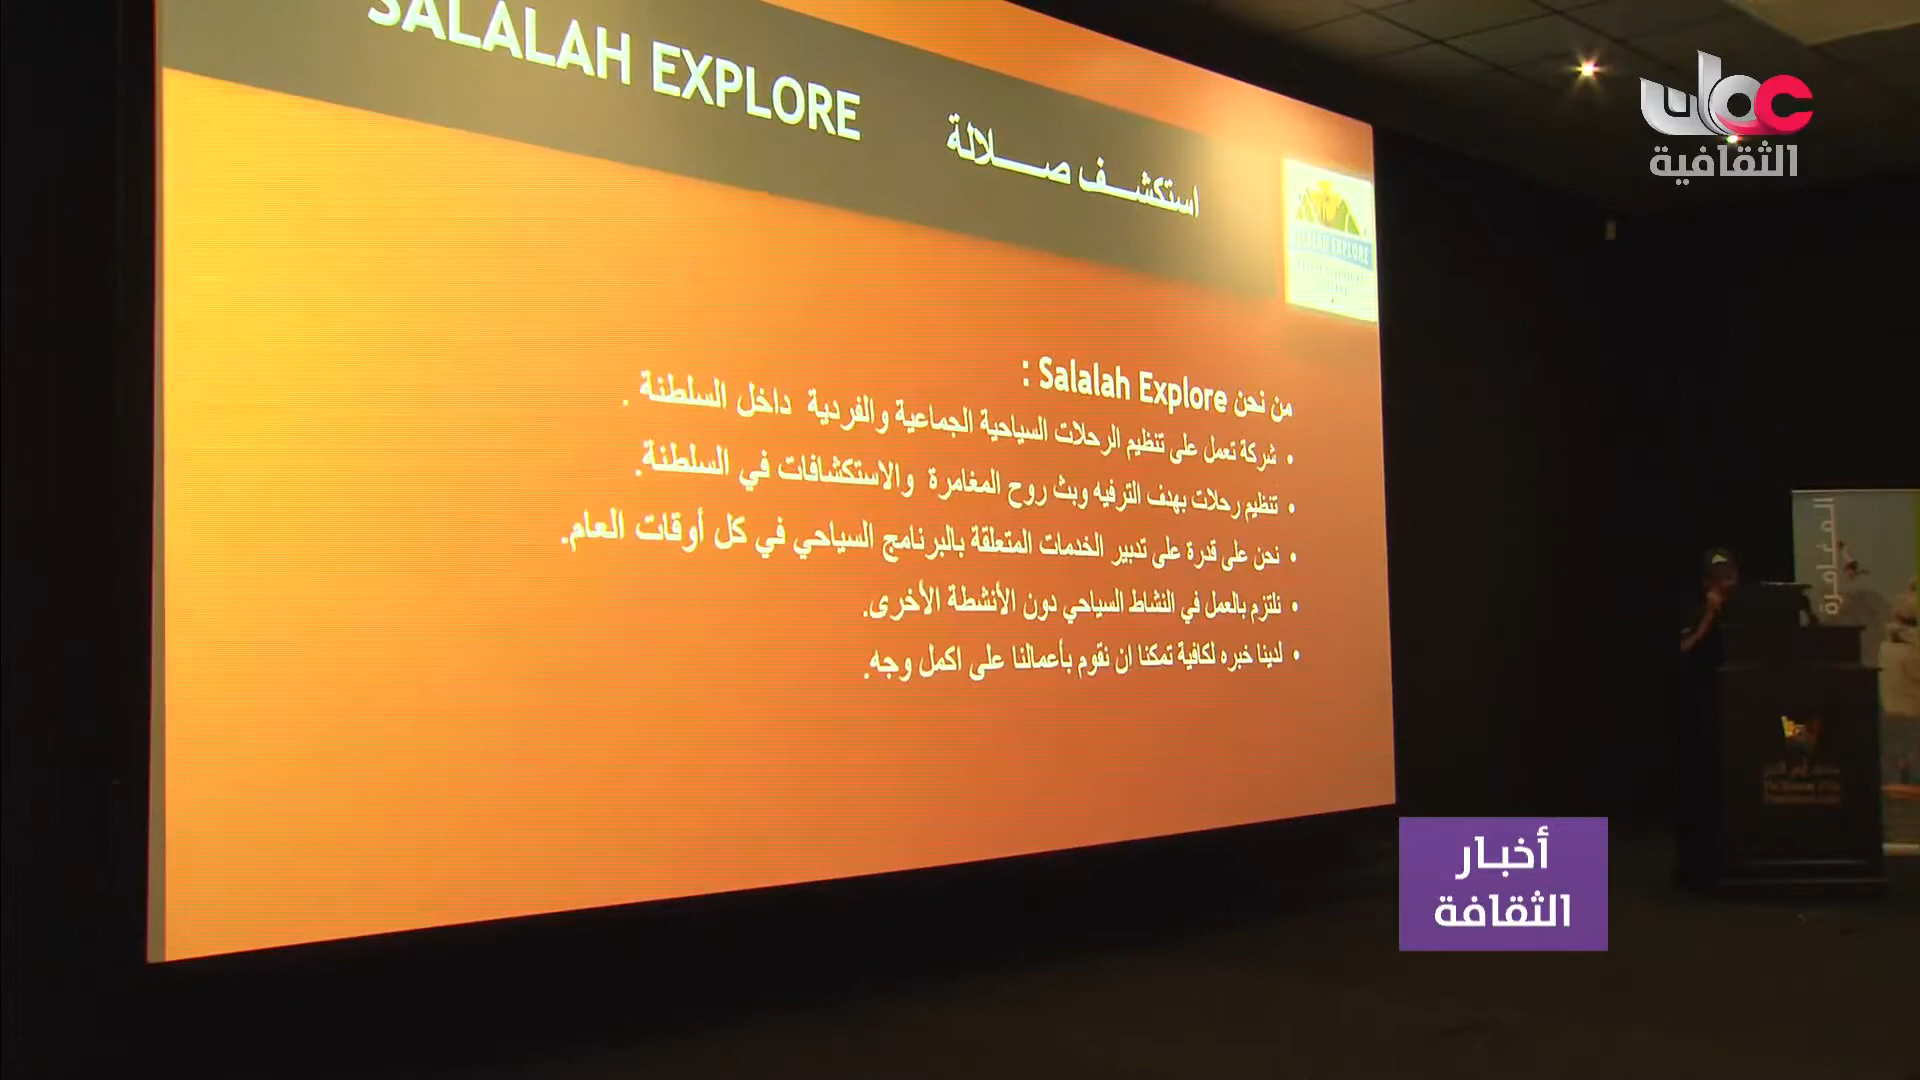 SALALAH EXPLORE
استكشف صلالة
عمان
الثقافية
SALALAH EXPLORE
من نحن Salalah Explore :
• شركة تعمل على تنظيم الرحلات السياحية الجماعية والفردية داخل السلطنة .
• تنظيم رحلات بهدف الترفيه وبث روح المغامرة والاستكشافات في السلطنة.
• نحن على قدرة على تدبير الخدمات المتعلقة بالبرنامج السياحي في كل أوقات العام.
• نلتزم بالعمل في النشاط السياحي دون الأنشطة الأخرى.
• لدينا خبره لكافية تمكنا ان نقوم بأعمالنا على اكمل وجه.
المغامرة
أخبار
الثقافة